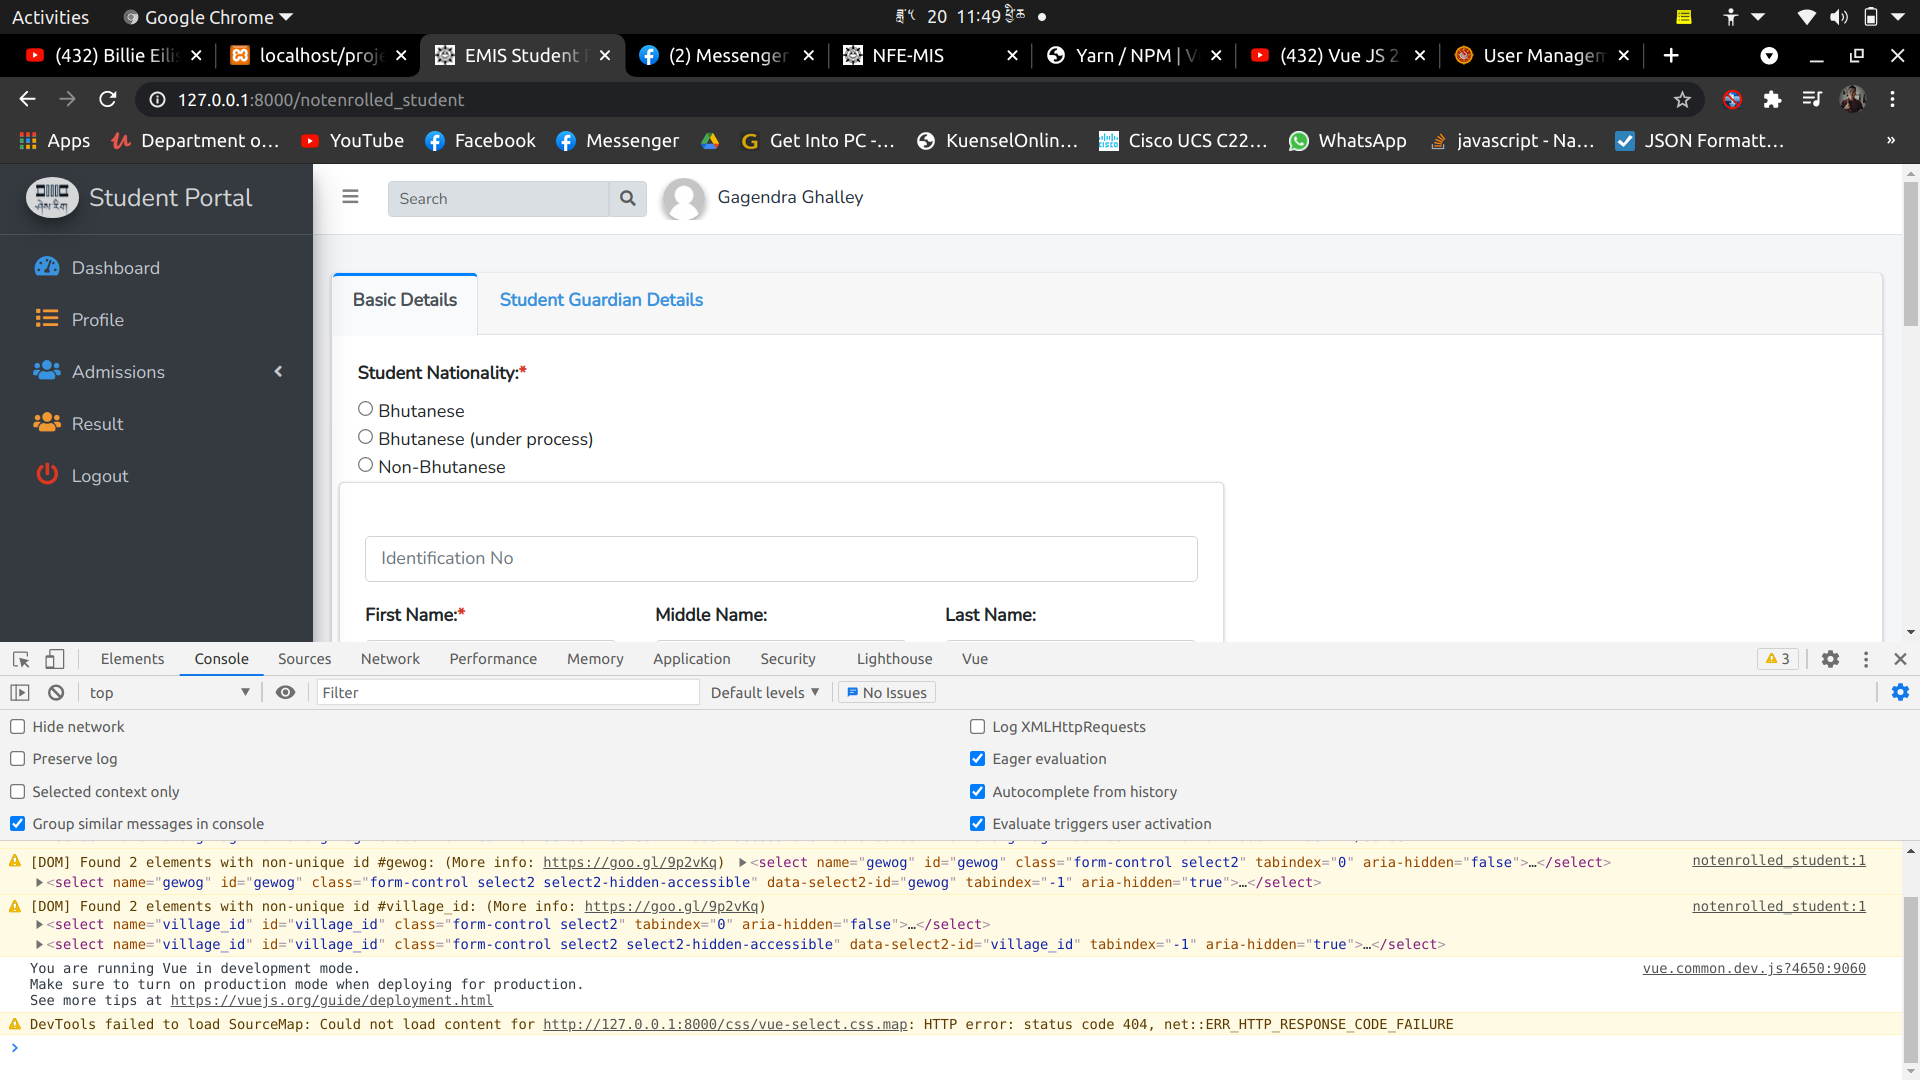 Activities
Google Chrome
20 11:49
(432) Billie Eili
localhost/proje
EMIS Student
(2) Messenger
NFE-MIS
Yarn / NPM | V
(432) Vue JS 2
User Managem
127.0.0.1:8000/notenrolled_student
Apps
Department o...
YouTube
Facebook
Messenger
Get Into PC -...
KuenselOnlin...
Cisco UCS C22...
WhatsApp
javascript - Na...
JSON Formatt...
»
Student Portal
Search
Gagendra Ghalley
Dashboard
Profile
Admissions
Result
Logout
Basic Details
Student Guardian Details
Student Nationality:*
Bhutanese
Bhutanese (under process)
Non-Bhutanese
Identification No
First Name:*
Middle Name:
Last Name:
Elements
Console
Sources
Network
Performance
Memory
Application
Security
Lighthouse
Vue
3
top
Filter
Default levels
No Issues
Hide network
Log XMLHttpRequests
Preserve log
Eager evaluation
Selected context only
Autocomplete from history
Group similar messages in console
Evaluate triggers user activation
[DOM] Found 2 elements with non-unique id #gewog: (More info: https://goo.gl/9p2vKq) <select name="gewog" id="gewog" class="form-control select2" tabindex="0" aria-hidden="false">…</select>
notenrolled_student:1
<select name="gewog" id="gewog" class="form-control select2 select2-hidden-accessible" data-select2-id="gewog" tabindex="-1" aria-hidden="true">…</select>
[DOM] Found 2 elements with non-unique id #village_id: (More info: https://goo.gl/9p2vKq)
notenrolled_student:1
<select name="village_id" id="village_id" class="form-control select2" tabindex="0" aria-hidden="false">…</select>
<select name="village_id" id="village_id" class="form-control select2 select2-hidden-accessible" data-select2-id="village_id" tabindex="-1" aria-hidden="true">…</select>
You are running Vue in development mode.
vue.common.dev.js?4650:9060
Make sure to turn on production mode when deploying for production.
See more tips at https://vuejs.org/guide/deployment.html
DevTools failed to load SourceMap: Could not load content for http://127.0.0.1:8000/css/vue-select.css.map: HTTP error: status code 404, net::ERR_HTTP_RESPONSE_CODE_FAILURE